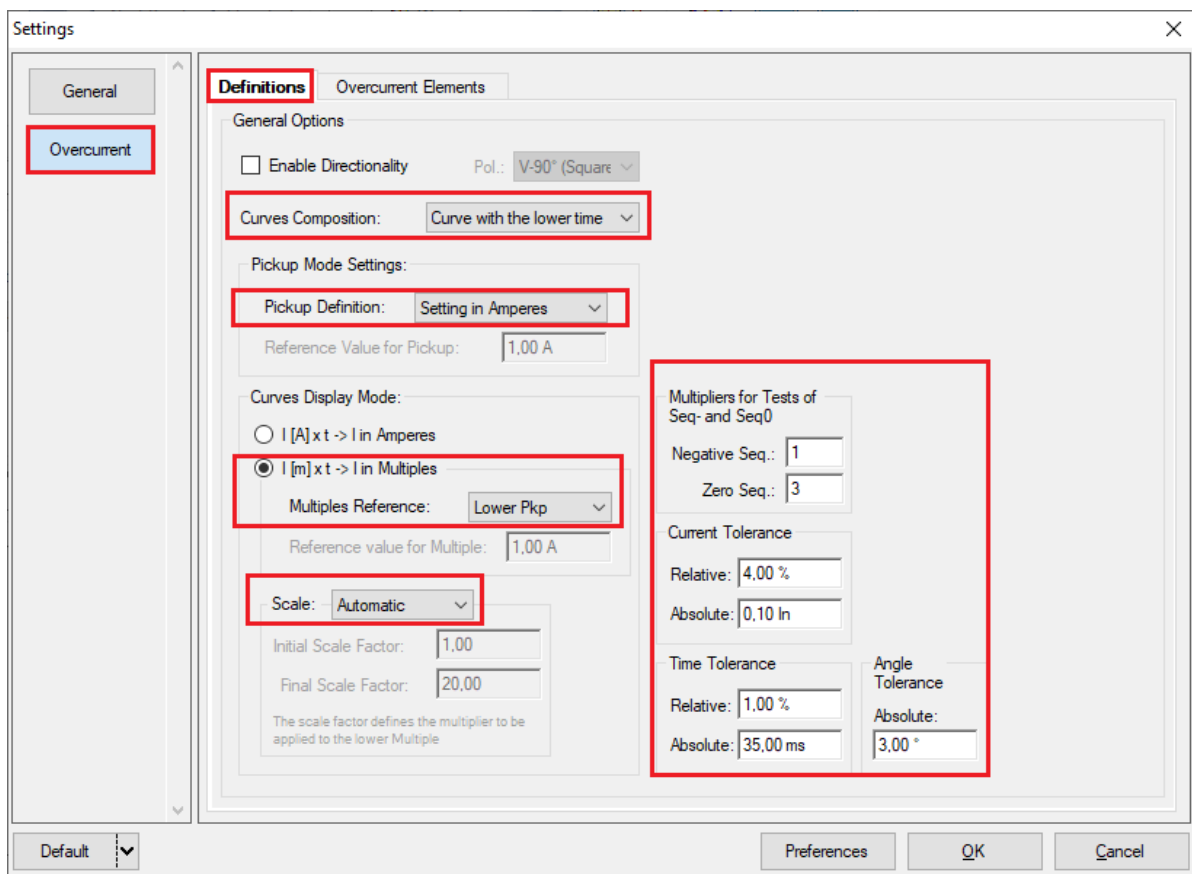 Settings
General
Overcurrent
Definitions
Overcurrent Elements
General Options
Enable Directionality
Pol.: V-90° (Square
Curves Composition: Curve with the lower time
Pickup Mode Settings:
Pickup Definition: Setting in Amperes
Reference Value for Pickup: 1,00 A
Curves Display Mode:
I [A] x t -> I in Amperes
I [m] x t -> I in Multiples
Multiples Reference: Lower Pkp
Reference value for Multiple: 1,00 A
Scale: Automatic
Initial Scale Factor: 1,00
Final Scale Factor: 20,00
The scale factor defines the multiplier to be
applied to the lower Multiple
Multipliers for Tests of
Seq- and Seq0
Negative Seq.: 1
Zero Seq.: 3
Current Tolerance
Relative: 4,00 %
Absolute: 0,10 In
Time Tolerance
Relative: 1,00 %
Absolute: 35,00 ms
Angle
Tolerance
Absolute:
3,00 °
Default
Preferences
OK
Cancel